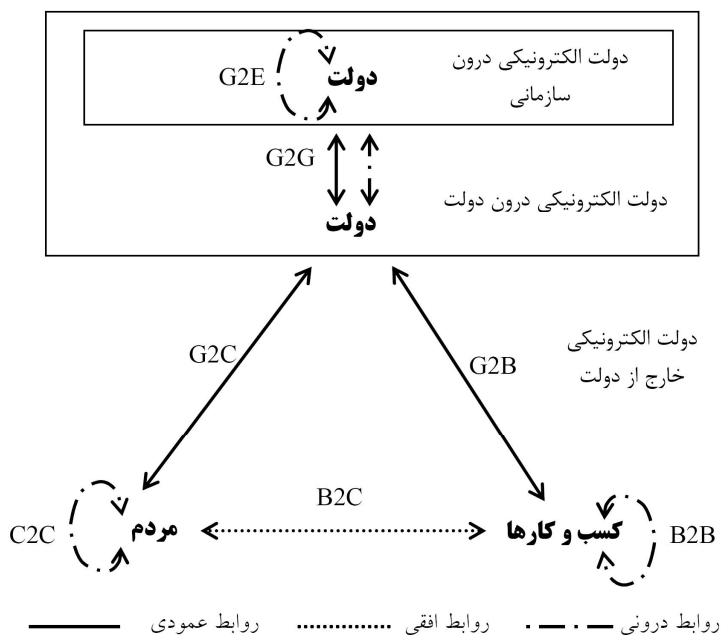 دولت الکترونیکی درون
سازمانی
دولت
G2E
G2G
دولت الکترونیکی درون دولت
دولت
دولت الکترونیکی
خارج از دولت
G2C
G2B
B2C
C2C
مردم
کسب و کارها
B2B
روابط درونی
روابط افقی
روابط عمودی